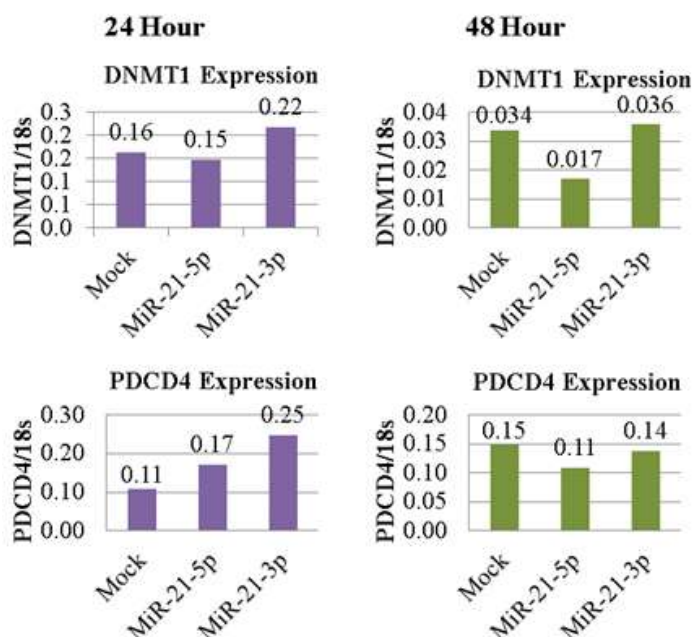 24 Hour
48 Hour
DNMT1 Expression
DNMT1/18s
0.3
0.2
0.2
0.1
0.1
0.0
0.16
0.15
0.22
Mock
MiR-21-5p
MiR-21-3p
DNMT1 Expression
DNMT1/18s
0.04
0.03
0.02
0.01
0.00
0.034
0.017
0.036
Mock
MiR-21-5p
MiR-21-3p
PDCD4 Expression
PDCD4/18s
0.30
0.20
0.10
0.00
0.11
0.17
0.25
Mock
MiR-21-5p
MiR-21-3p
PDCD4 Expression
PDCD4/18s
0.20
0.15
0.10
0.05
0.00
0.15
0.11
0.14
Mock
MiR-21-5p
MiR-21-3p